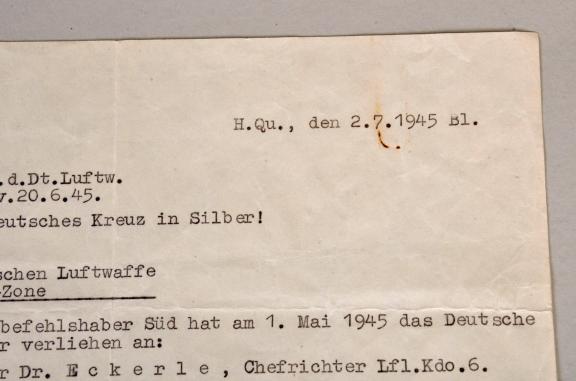 H.Qu., den 2.7.1945 Bl.
.d.Dt.Luftw.
v.20.6.45.
eutsches Kreuz in Silber!
schen Luftwaffe
-Zone
befehlshaber Süd hat am 1. Mai 1945 das Deutsche
r verliehen an:
r Dr. E c k e r l e , Chefrichter Lfl.Kdo.6.